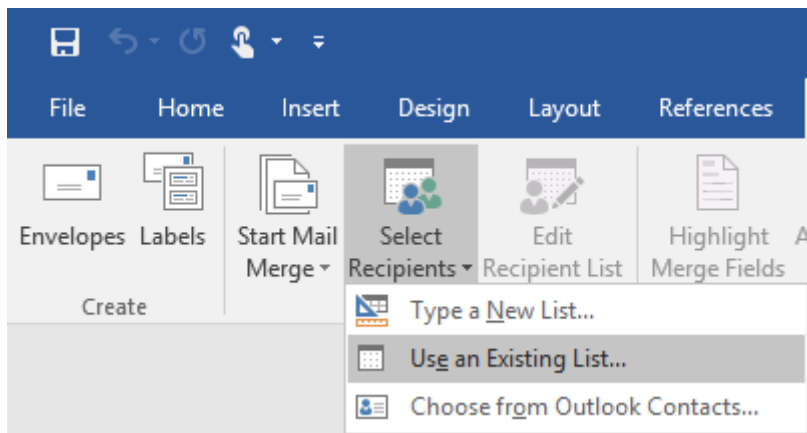 File Home Insert Design Layout References
Envelopes Labels Start Mail Select Edit Highlight
Merge Recipients Recipient List Merge Fields
Create
Type a New List...
Use an Existing List...
Choose from Outlook Contacts...